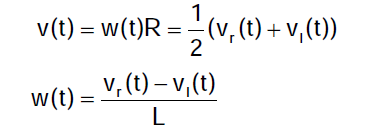 v(t) = w(t)R = 1/2 (v_r(t) + v_l(t))
w(t) = (v_r(t) − v_l(t)) / L